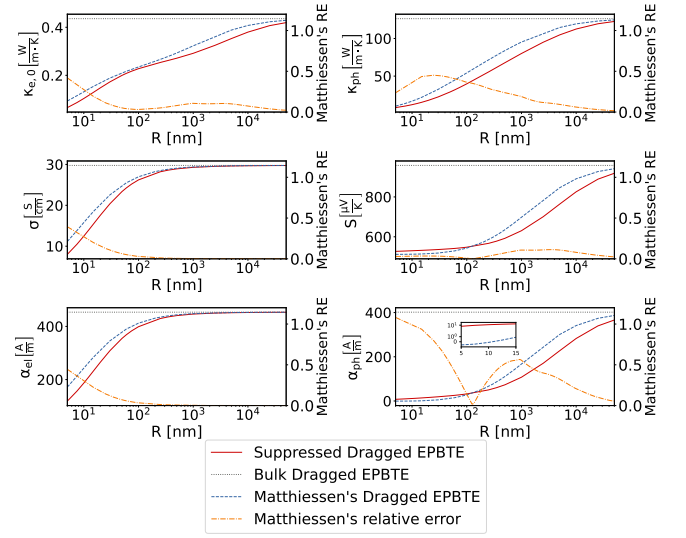 0.4
0.2
κe,0 [W/m·K]
1.0
0.5
0.0
Matthiessen's RE
10¹ 10² 10³ 10⁴
R [nm]
100
50
κph [W/m·K]
1.0
0.5
0.0
Matthiessen's RE
10¹ 10² 10³ 10⁴
R [nm]
30
20
10
σ [S/cm]
1.0
0.5
0.0
Matthiessen's RE
10¹ 10² 10³ 10⁴
R [nm]
800
600
S [μV/K]
1.0
0.5
0.0
Matthiessen's RE
10¹ 10² 10³ 10⁴
R [nm]
400
200
αel [A/m]
1.0
0.5
0.0
Matthiessen's RE
10¹ 10² 10³ 10⁴
R [nm]
400
200
0
αph [A/m]
10¹
10⁰
0
5 10 15
1.0
0.5
0.0
Matthiessen's RE
10¹ 10² 10³ 10⁴
R [nm]
Suppressed Dragged EPBTE
Bulk Dragged EPBTE
Matthiessen's Dragged EPBTE
Matthiessen's relative error